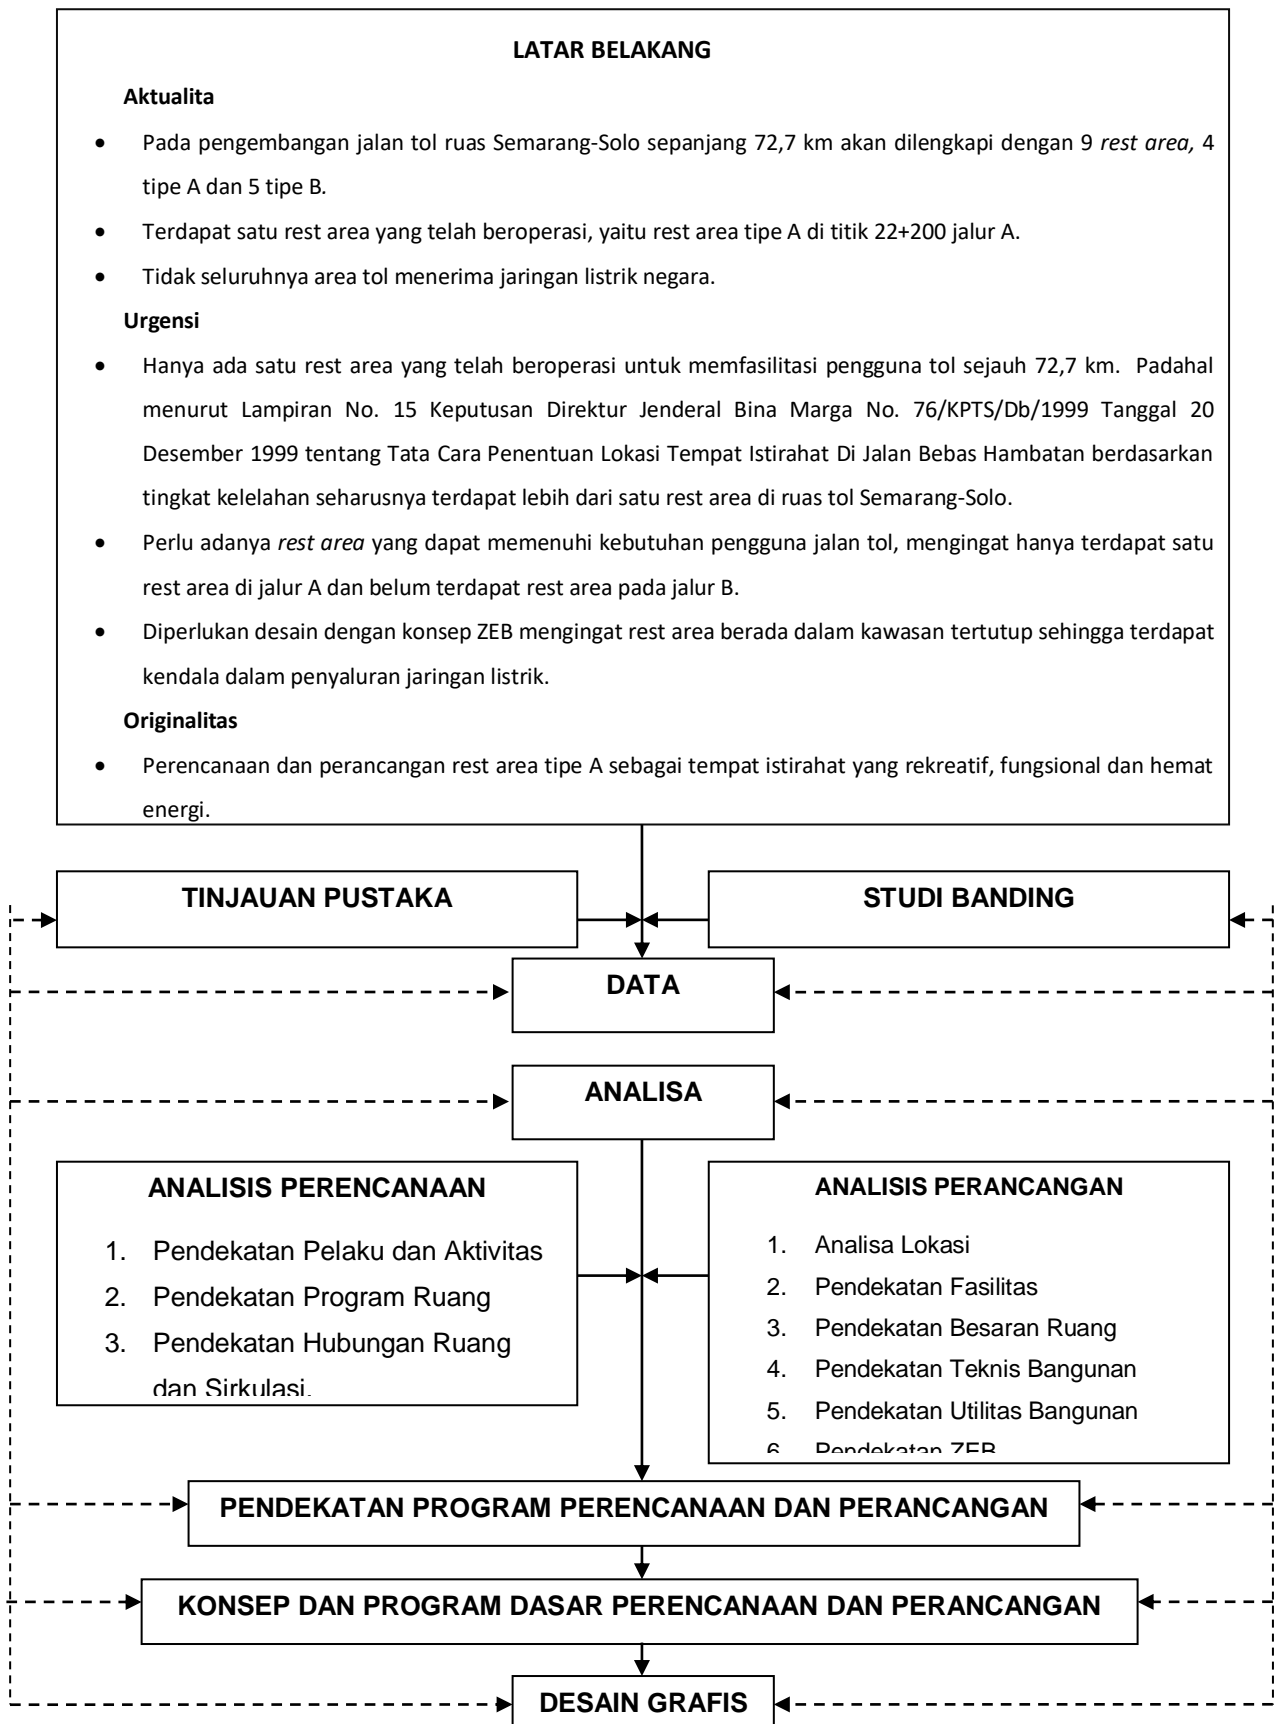 LATAR BELAKANG
Aktualita
• Pada pengembangan jalan tol ruas Semarang-Solo sepanjang 72,7 km akan dilengkapi dengan 9 rest area, 4
tipe A dan 5 tipe B.
• Terdapat satu rest area yang telah beroperasi, yaitu rest area tipe A di titik 22+200 jalur A.
• Tidak seluruhnya area tol menerima jaringan listrik negara.
Urgensi
• Hanya ada satu rest area yang telah beroperasi untuk memfasilitasi pengguna tol sejauh 72,7 km. Padahal
menurut Lampiran No. 15 Keputusan Direktur Jenderal Bina Marga No. 76/KPTS/Db/1999 Tanggal 20
Desember 1999 tentang Tata Cara Penentuan Lokasi Tempat Istirahat Di Jalan Bebas Hambatan berdasarkan
tingkat kelelahan seharusnya terdapat lebih dari satu rest area di ruas tol Semarang-Solo.
• Perlu adanya rest area yang dapat memenuhi kebutuhan pengguna jalan tol, mengingat hanya terdapat satu
rest area di jalur A dan belum terdapat rest area pada jalur B.
• Diperlukan desain dengan konsep ZEB mengingat rest area berada dalam kawasan tertutup sehingga terdapat
kendala dalam penyaluran jaringan listrik.
Originalitas
• Perencanaan dan perancangan rest area tipe A sebagai tempat istirahat yang rekreatif, fungsional dan hemat
energi.
TINJAUAN PUSTAKA
STUDI BANDING
DATA
ANALISA
ANALISIS PERENCANAAN
1. Pendekatan Pelaku dan Aktivitas
2. Pendekatan Program Ruang
3. Pendekatan Hubungan Ruang
dan Sirkulasi.
ANALISIS PERANCANGAN
1. Analisa Lokasi
2. Pendekatan Fasilitas
3. Pendekatan Besaran Ruang
4. Pendekatan Teknis Bangunan
5. Pendekatan Utilitas Bangunan
6. Pendekatan ZEB
PENDEKATAN PROGRAM PERENCANAAN DAN PERANCANGAN
KONSEP DAN PROGRAM DASAR PERENCANAAN DAN PERANCANGAN
DESAIN GRAFIS